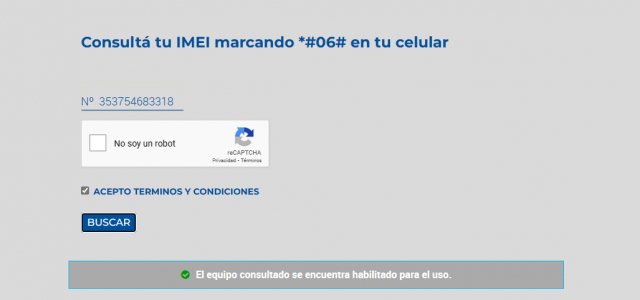 Consultá tu IMEI marcando *#06# en tu celular
Nº 353754683318
No soy un robot
reCAPTCHA
Privacidad - Términos
ACEPTO TERMINOS Y CONDICIONES
BUSCAR
El equipo consultado se encuentra habilitado para el uso.